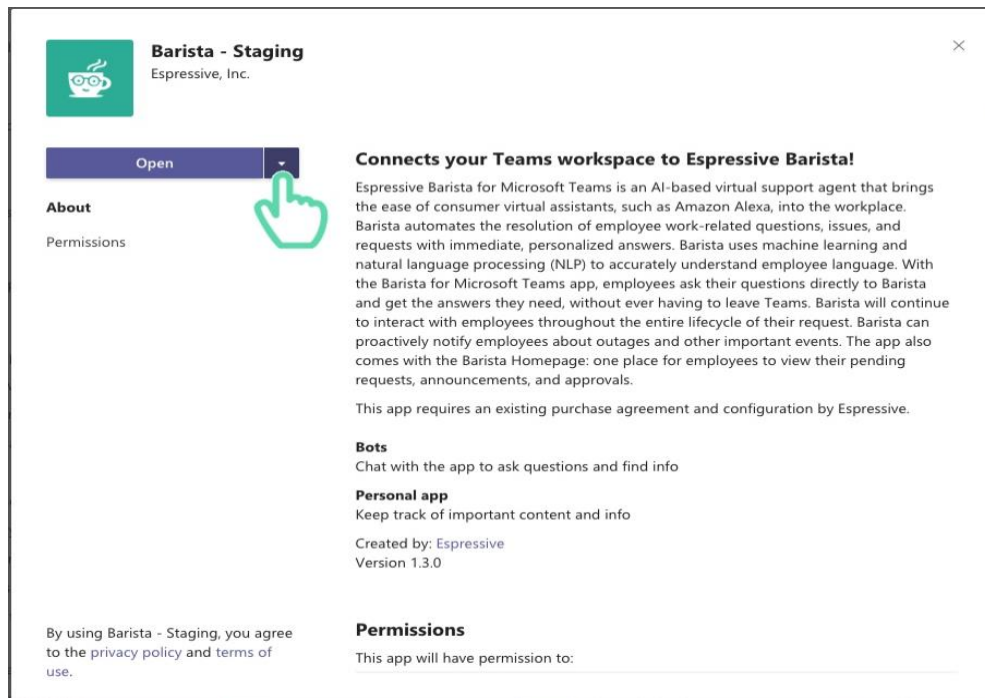 Barista - Staging
Espressive, Inc.
Open
About
Permissions
Connects your Teams workspace to Espressive Barista!
Espressive Barista for Microsoft Teams is an AI-based virtual support agent that brings
the ease of consumer virtual assistants, such as Amazon Alexa, into the workplace.
Barista automates the resolution of employee work-related questions, issues, and
requests with immediate, personalized answers. Barista uses machine learning and
natural language processing (NLP) to accurately understand employee language. With
the Barista for Microsoft Teams app, employees ask their questions directly to Barista
and get the answers they need, without ever having to leave Teams. Barista will continue
to interact with employees throughout the entire lifecycle of their request. Barista can
proactively notify employees about outages and other important events. The app also
comes with the Barista Homepage: one place for employees to view their pending
requests, announcements, and approvals.
This app requires an existing purchase agreement and configuration by Espressive.
Bots
Chat with the app to ask questions and find info
Personal app
Keep track of important content and info
Created by: Espressive
Version 1.3.0
By using Barista - Staging, you agree
to the privacy policy and terms of
use.
Permissions
This app will have permission to: